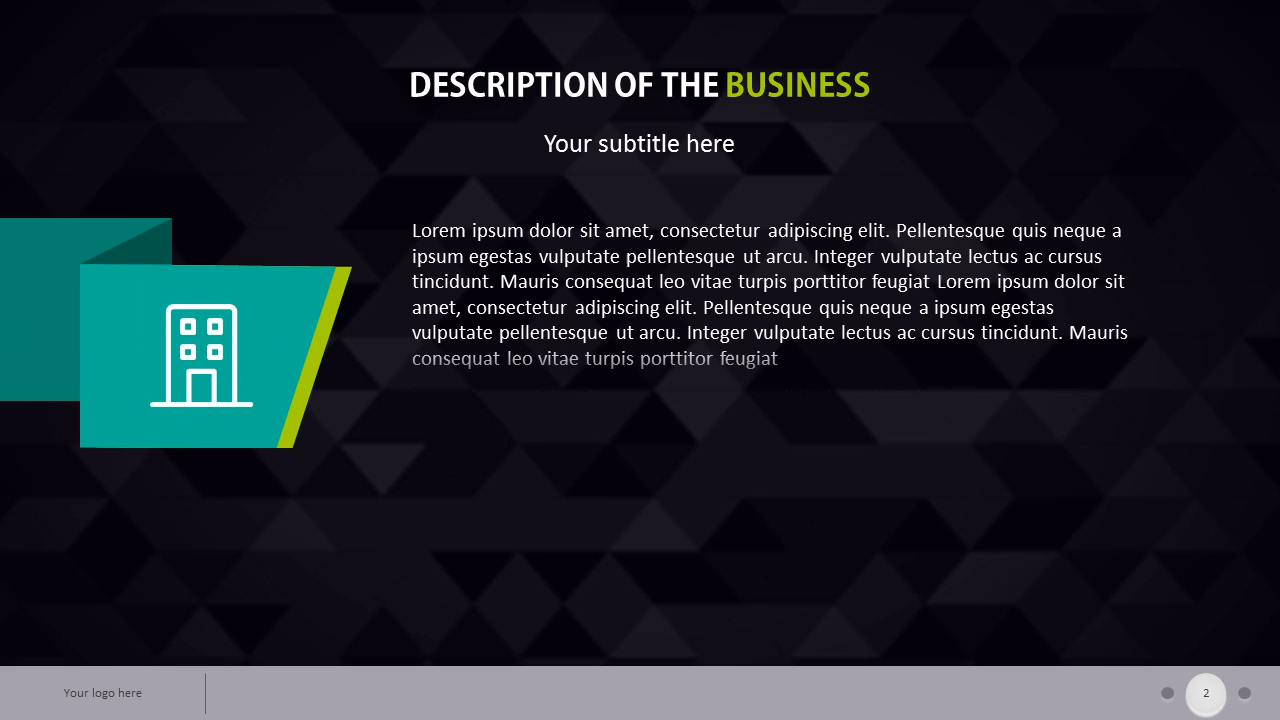 DESCRIPTION OF THE BUSINESS
Your subtitle here
Lorem ipsum dolor sit amet, consectetur adipiscing elit. Pellentesque quis neque a
ipsum egestas vulputate pellentesque ut arcu. Integer vulputate lectus ac cursus
tincidunt. Mauris consequat leo vitae turpis porttitor feugiat Lorem ipsum dolor sit
amet, consectetur adipiscing elit. Pellentesque quis neque a ipsum egestas
vulputate pellentesque ut arcu. Integer vulputate lectus ac cursus tincidunt. Mauris
consequat leo vitae turpis porttitor feugiat
Your logo here
2